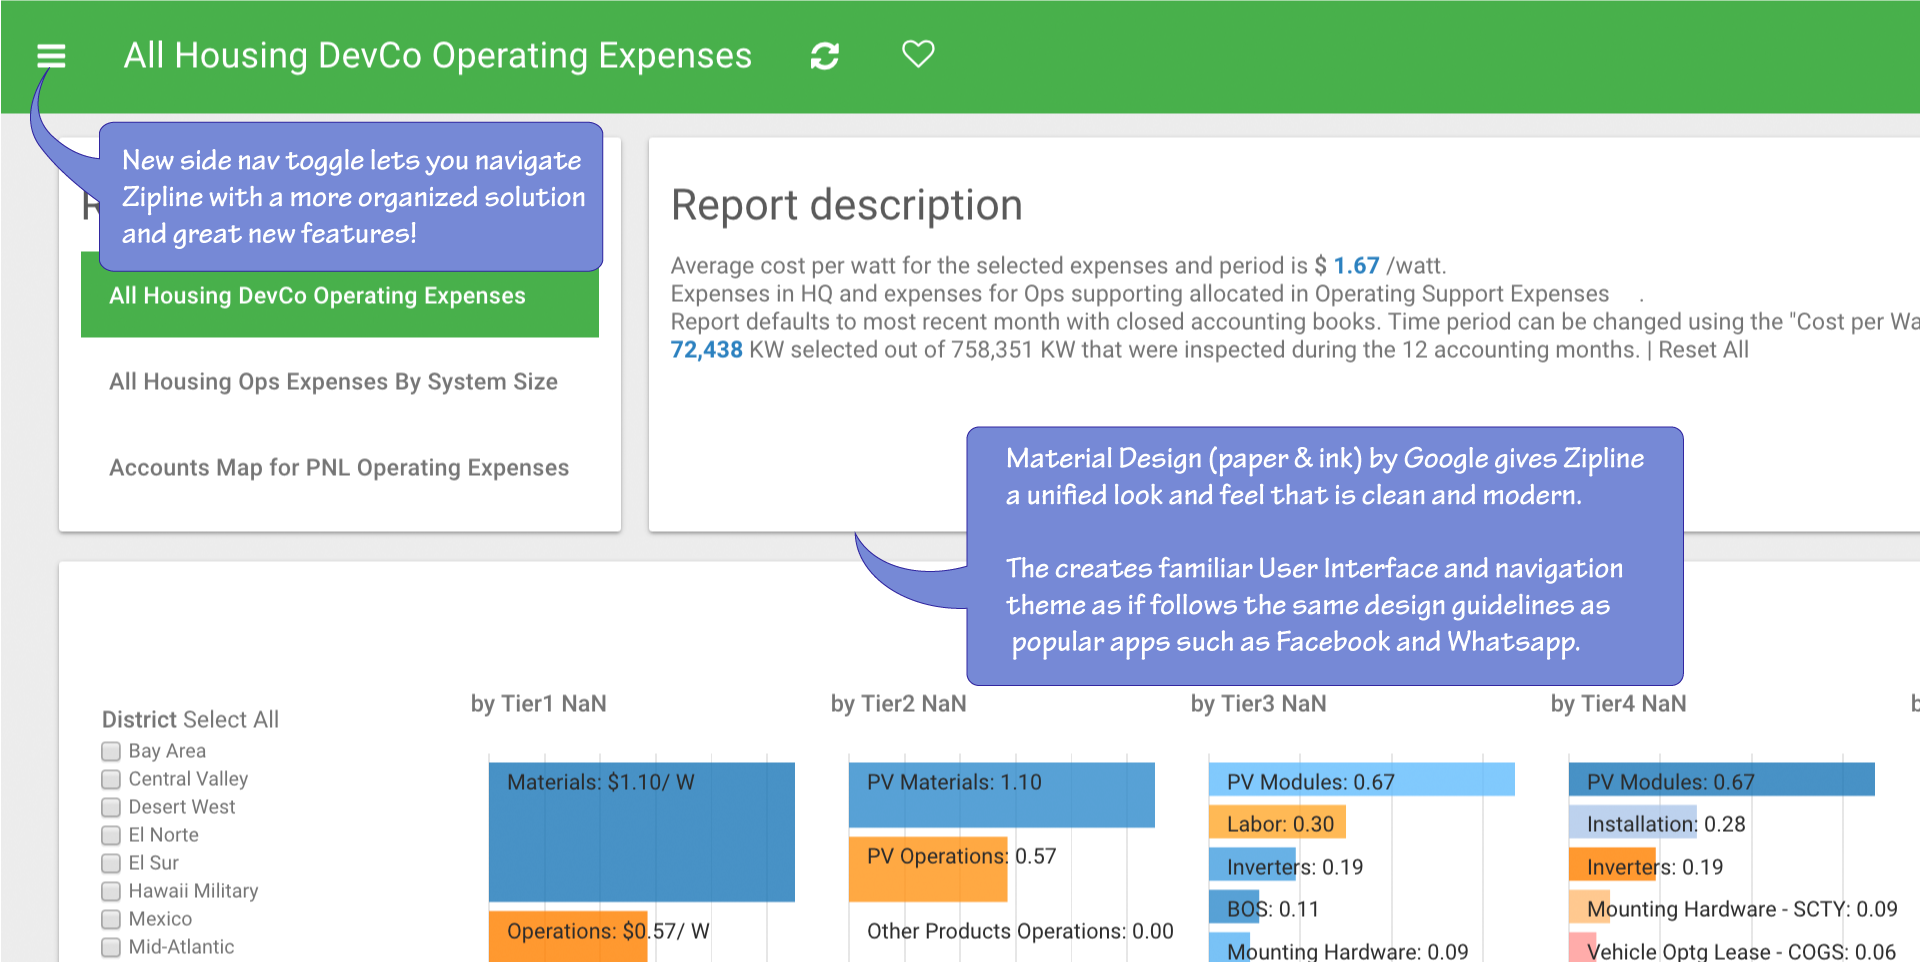 All Housing DevCo Operating Expenses
New side nav toggle lets you navigate
Zipline with a more organized solution
and great new features!
All Housing DevCo Operating Expenses
All Housing Ops Expenses By System Size
Accounts Map for PNL Operating Expenses
Report description
Average cost per watt for the selected expenses and period is $ 1.67 /watt.
Expenses in HQ and expenses for Ops supporting allocated in Operating Support Expenses .
Report defaults to most recent month with closed accounting books. Time period can be changed using the "Cost per Wa
72,438 KW selected out of 758,351 KW that were inspected during the 12 accounting months. | Reset All
Material Design (paper & ink) by Google gives Zipline
a unified look and feel that is clean and modern.
The creates familiar User Interface and navigation
theme as if follows the same design guidelines as
popular apps such as Facebook and Whatsapp.
District Select All
Bay Area
Central Valley
Desert West
El Norte
El Sur
Hawaii Military
Mexico
Mid-Atlantic
by Tier1 NaN
Materials: $1.10/ W
Operations: $0.57/ W
by Tier2 NaN
PV Materials: 1.10
PV Operations: 0.57
Other Products Operations: 0.00
by Tier3 NaN
PV Modules: 0.67
Labor: 0.30
Inverters: 0.19
BOS: 0.11
Mounting Hardware: 0.09
by Tier4 NaN
PV Modules: 0.67
Installation: 0.28
Inverters: 0.19
Mounting Hardware - SCTY: 0.09
Vehicle Optg Lease - COGS: 0.06